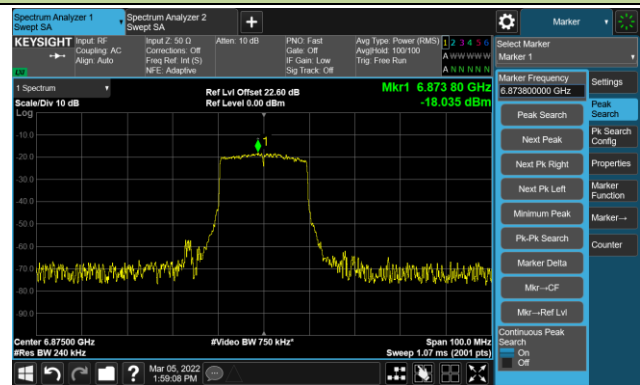 Spectrum Analyzer 1
Swept SA
Spectrum Analyzer 2
Swept SA
Marker
KEYSIGHT
Input: RF
Coupling: AC
Align: Auto
Input Z: 50 Ω
Corrections: Off
Freq Ref: Int (S)
NFE: Adaptive
Atten: 10 dB
PNO: Fast
Gate: Off
IF Gain: Low
Sig Track: Off
Avg Type: Power (RMS)
Avg|Hold: 100/100
Trig: Free Run
1 2 3 4 5 6
A W W W W W
A N N N N N
Select Marker
Marker 1
1 Spectrum
Scale/Div 10 dB
Log
Ref Lvl Offset 22.60 dB
Ref Level 0.00 dBm
Mkr1 6.873 80 GHz
-18.035 dBm
1
-10.0
-20.0
-30.0
-40.0
-50.0
-60.0
-70.0
-80.0
-90.0
Center 6.87500 GHz
#Res BW 240 kHz
#Video BW 750 kHz*
Span 100.0 MHz
Sweep 1.07 ms (2001 pts)
Marker Frequency
6.873800000 GHz
Peak Search
Next Peak
Next Pk Right
Next Pk Left
Minimum Peak
Pk-Pk Search
Marker Delta
Mkr→CF
Mkr→Ref Lvl
Continuous Peak
Search
On
Off
Settings
Peak
Search
Pk Search
Config
Properties
Marker
Function
Marker→
Counter
Mar 05, 2022
1:59:08 PM